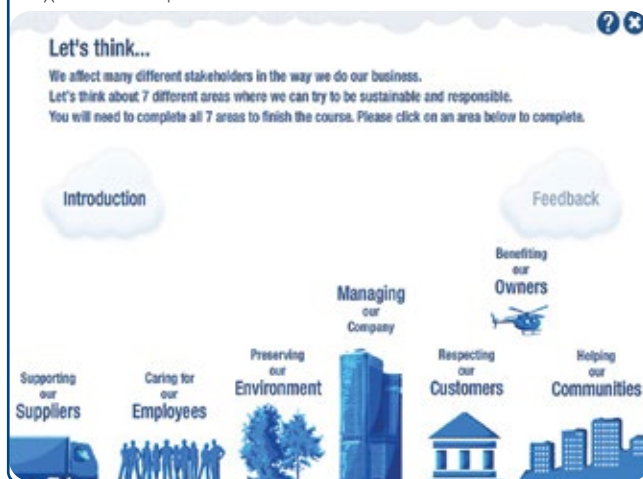 Let's think...
We affect many different stakeholders in the way we do our business.
Let's think about 7 different areas where we can try to be sustainable and responsible.
You will need to complete all 7 areas to finish the course. Please click on an area below to complete.
Introduction
Feedback
Supporting
our
Suppliers
Caring for
our
Employees
Preserving
our
Environment
Managing
our
Company
Respecting
our
Customers
Benefiting
our
Owners
Helping
our
Communities